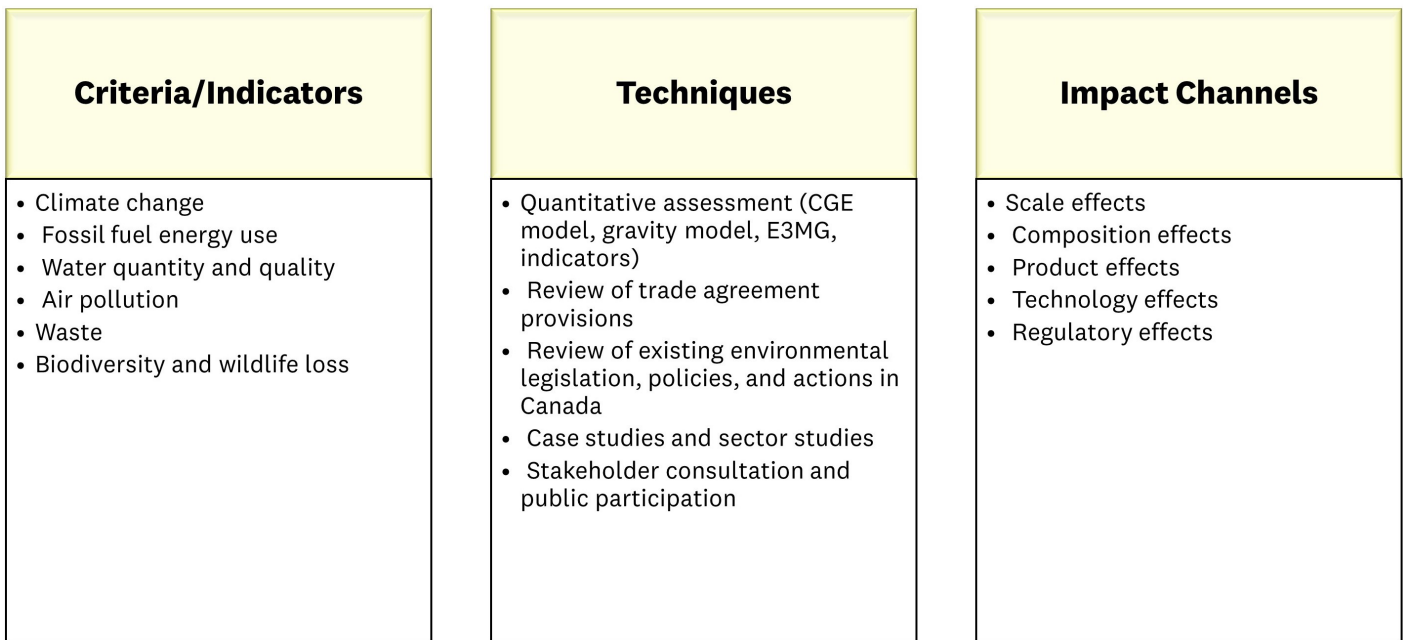 Criteria/Indicators
• Climate change
• Fossil fuel energy use
• Water quantity and quality
• Air pollution
• Waste
• Biodiversity and wildlife loss
Techniques
• Quantitative assessment (CGE
model, gravity model, E3MG,
indicators)
• Review of trade agreement
provisions
• Review of existing environmental
legislation, policies, and actions in
Canada
• Case studies and sector studies
• Stakeholder consultation and
public participation
Impact Channels
• Scale effects
• Composition effects
• Product effects
• Technology effects
• Regulatory effects